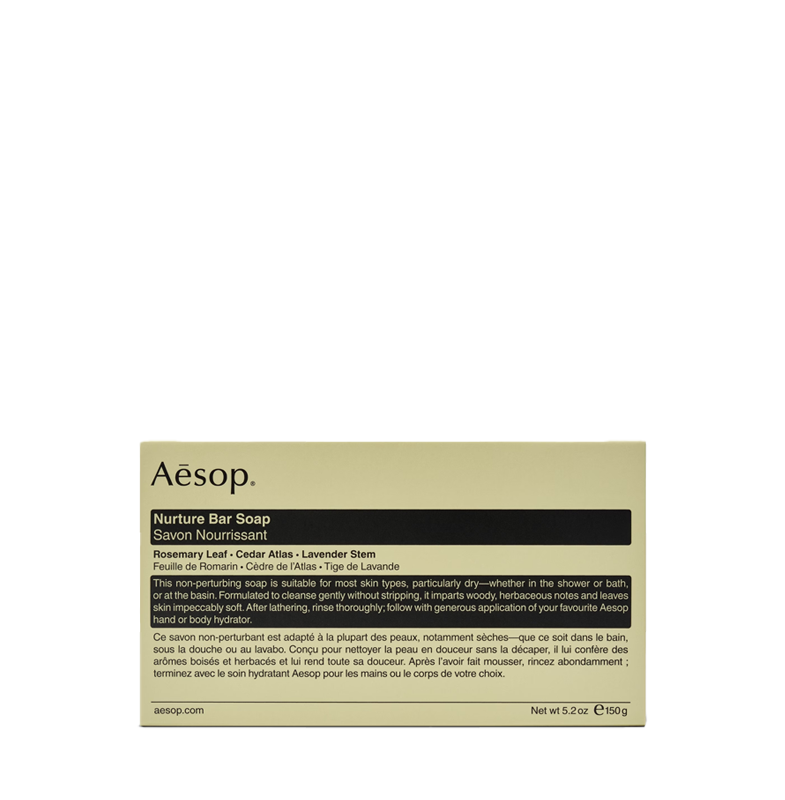 Aēsop®
Nurture Bar Soap
Savon Nourrissant
Rosemary Leaf • Cedar Atlas • Lavender Stem
Feuille de Romarin • Cèdre de l'Atlas • Tige de Lavande
This non-perturbing soap is suitable for most skin types, particularly dry—whether in the shower or bath,
or at the basin. Formulated to cleanse gently without stripping, it imparts woody, herbaceous notes and leaves
skin impeccably soft. After lathering, rinse thoroughly; follow with generous application of your favourite Aesop
hand or body hydrator.
Ce savon non-perturbant est adapté à la plupart des peaux, notamment sèches—que ce soit dans le bain,
sous la douche ou au lavabo. Conçu pour nettoyer la peau en douceur sans la décaper, il lui confère des
arômes boisés et herbacés et lui rend toute sa douceur. Après l'avoir fait mousser, rincez abondamment ;
terminez avec le soin hydratant Aesop pour les mains ou le corps de votre choix.
aesop.com
Net wt 5.2 oz ℮150 g